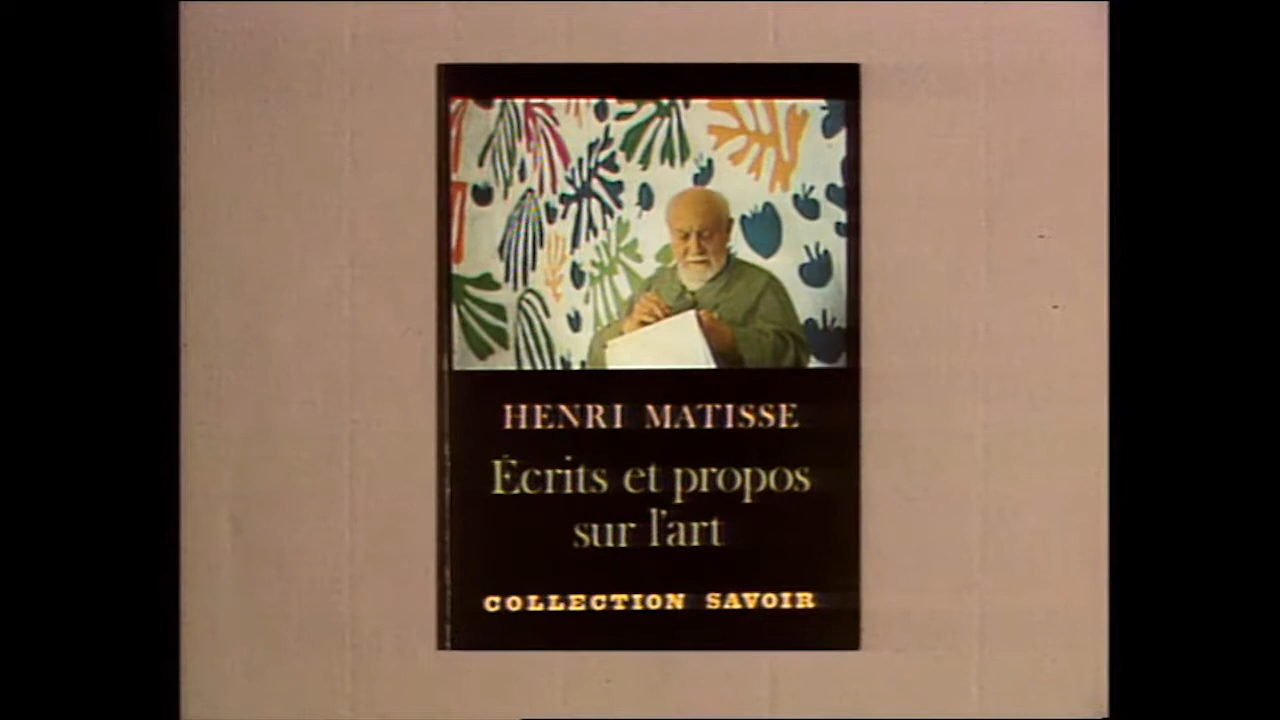 HENRI MATISSE
Écrits et propos
sur l'art
COLLECTION SAVOIR